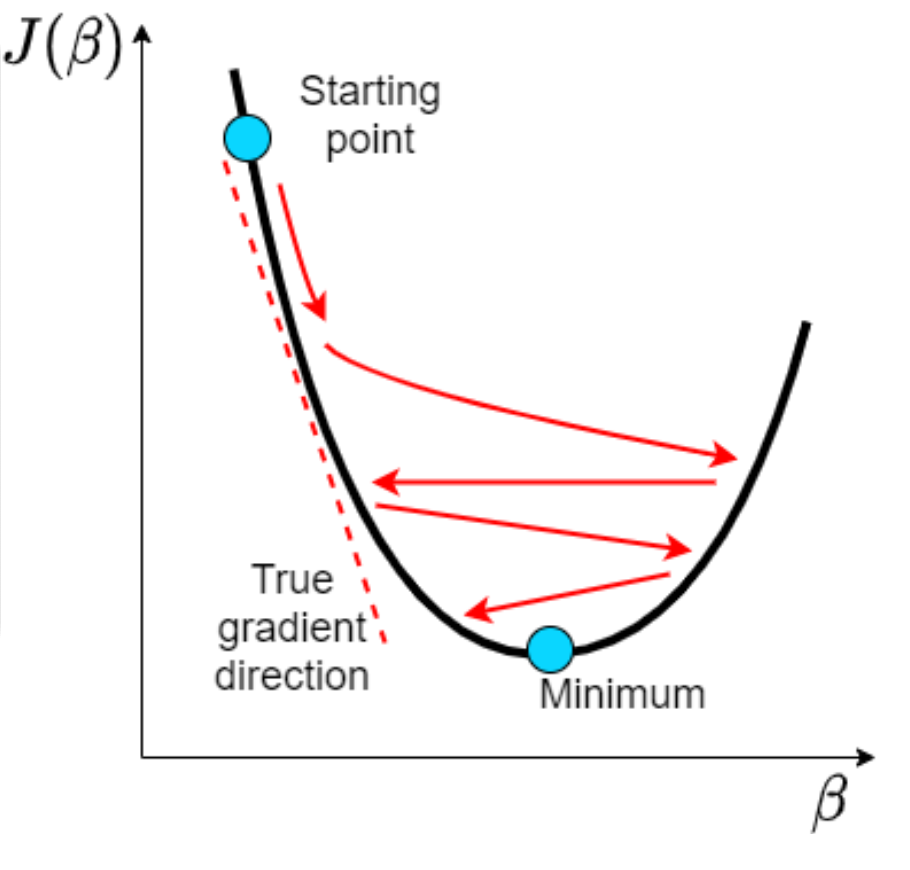 J(β)
Starting
point
True
gradient
direction
Minimum
β